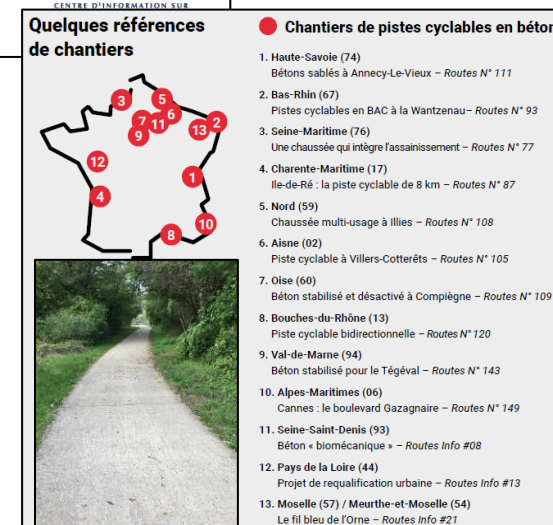 CENTRE D'INFORMATION SUR
Quelques références
de chantiers
3
5
6
7
11
9
13
2
12
4
1
10
8
Chantiers de pistes cyclables en béton
1. Haute-Savoie (74)
Bétons sablés à Annecy-Le-Vieux – Routes N° 111
2. Bas-Rhin (67)
Pistes cyclables en BAC à la Wantzenau– Routes N° 93
3. Seine-Maritime (76)
Une chaussée qui intègre l'assainissement – Routes N° 77
4. Charente-Maritime (17)
Ile-de-Ré : la piste cyclable de 8 km – Routes N° 87
5. Nord (59)
Chaussée multi-usage à Illies – Routes N° 108
6. Aisne (02)
Piste cyclable à Villers-Cotterêts – Routes N° 105
7. Oise (60)
Béton stabilisé et désactivé à Compiègne – Routes N° 109
8. Bouches-du-Rhône (13)
Piste cyclable bidirectionnelle – Routes N° 120
9. Val-de-Marne (94)
Béton stabilisé pour le Tégéval – Routes N° 143
10. Alpes-Maritimes (06)
Cannes : le boulevard Gazagnaire – Routes N° 149
11. Seine-Saint-Denis (93)
Béton « biomécanique » – Routes Info #08
12. Pays de la Loire (44)
Projet de requalification urbaine – Routes Info #13
13. Moselle (57) / Meurthe-et-Moselle (54)
Le fil bleu de l'Orne – Routes Info #21